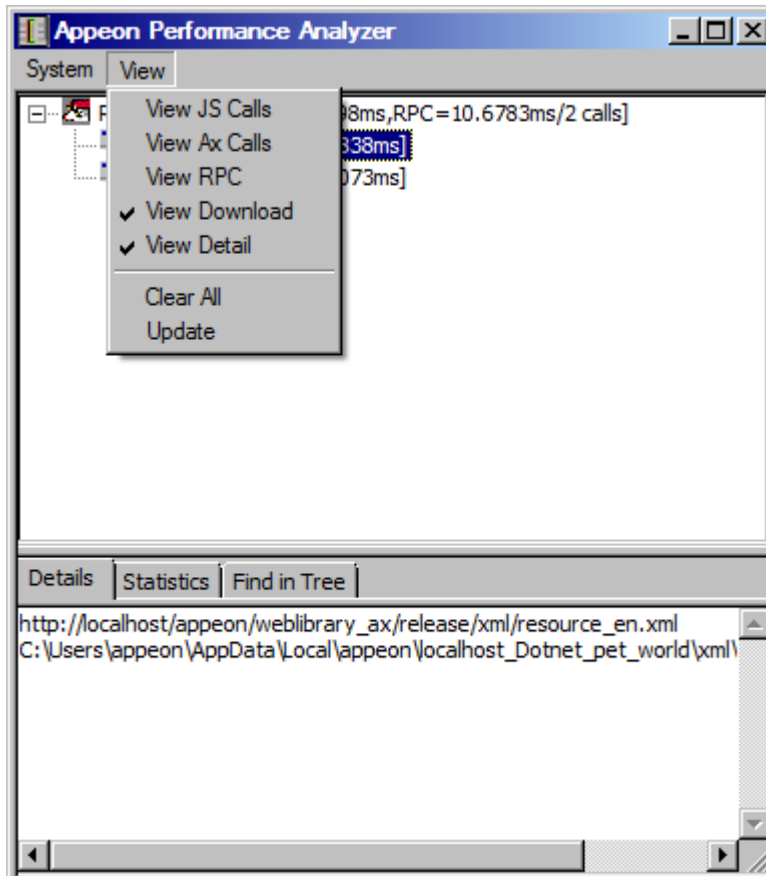 Appeon Performance Analyzer
System View
View JS Calls
View Ax Calls
View RPC
View Download
View Detail
Clear All
Update
98ms,RPC=10.6783ms/2 calls]
338ms]
073ms]
Details Statistics Find in Tree
http://localhost/appeon/weblibrary_ax/release/xml/resource_en.xml
C:\Users\appeon\AppData\Local\appeon\localhost_Dotnet_pet_world\xml\